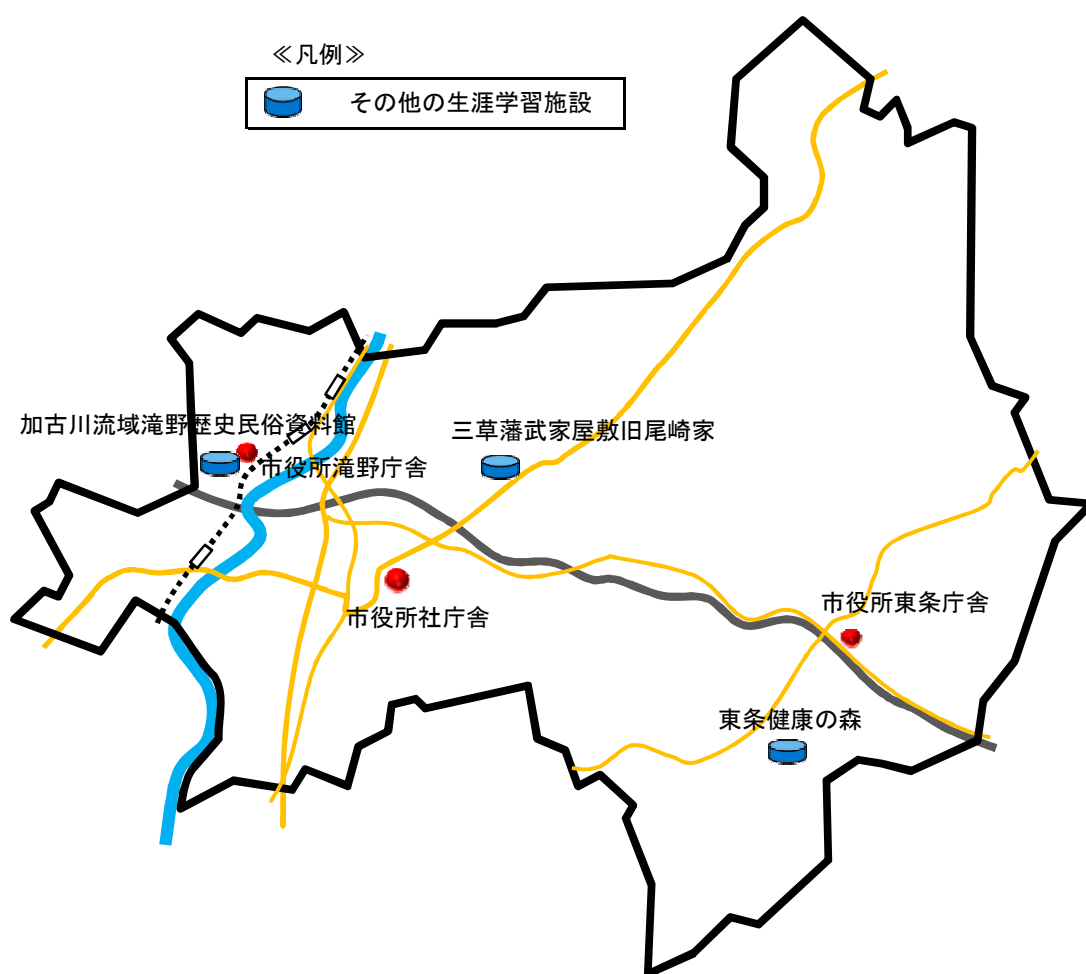 ≪凡例≫
その他の生涯学習施設
加古川流域滝野歴史民俗資料館
三草藩武家屋敷旧尾崎家
市役所滝野庁舎
市役所社庁舎
市役所東条庁舎
東条健康の森